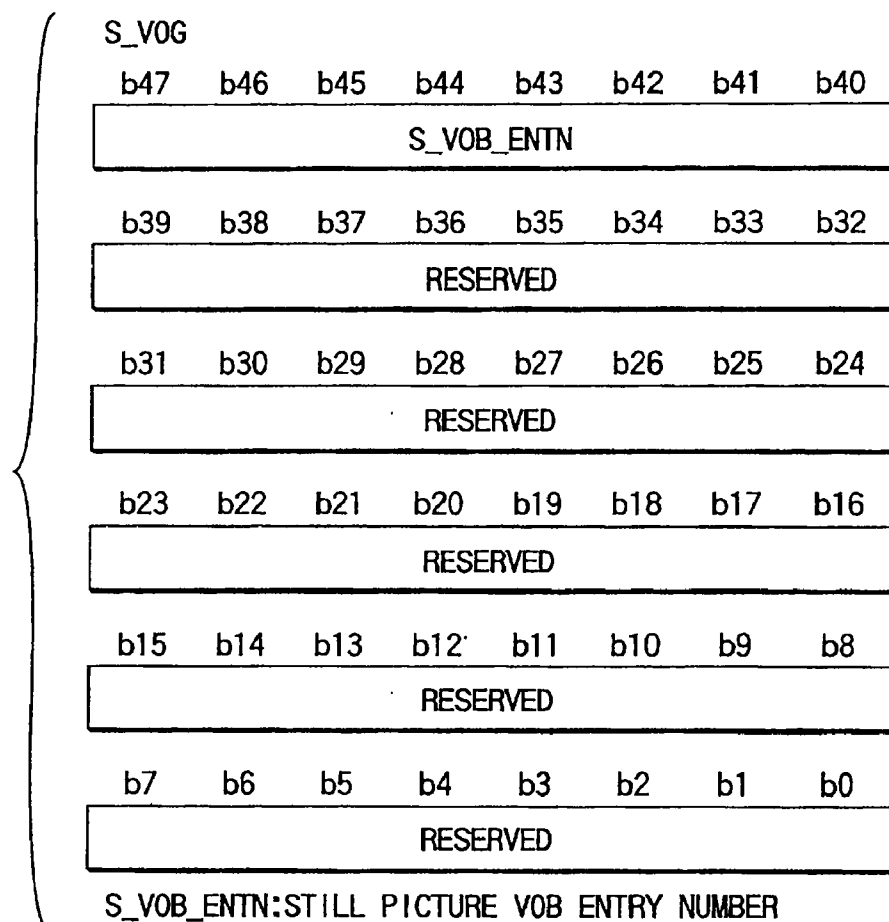 S_VOG
b47 b46 b45 b44 b43 b42 b41 b40
S_VOB_ENTN
b39 b38 b37 b36 b35 b34 b33 b32
RESERVED
b31 b30 b29 b28 b27 b26 b25 b24
RESERVED
b23 b22 b21 b20 b19 b18 b17 b16
RESERVED
b15 b14 b13 b12 b11 b10 b9 b8
RESERVED
b7 b6 b5 b4 b3 b2 b1 b0
RESERVED
S_VOB_ENTN:STILL PICTURE VOB ENTRY NUMBER